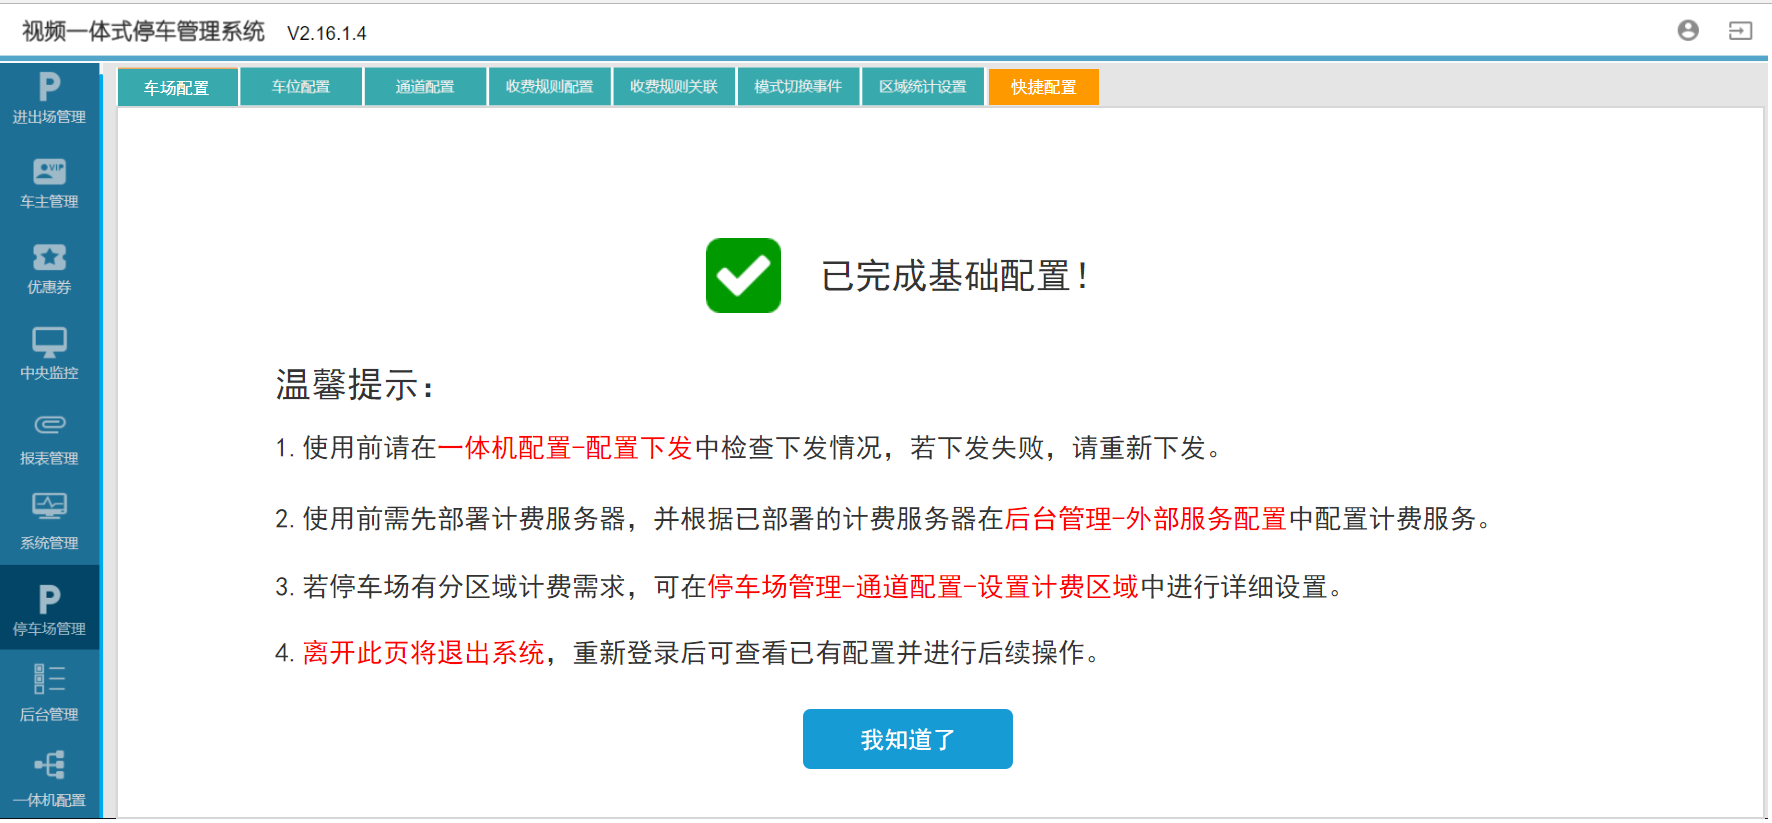 视频一体式停车管理系统 V2.16.1.4
进出场管理
VIP
车主管理
优惠券
中央监控
报表管理
系统管理
P
停车场管理
后台管理
一体机配置
车场配置 车位配置 通道配置 收费规则配置 收费规则关联 模式切换事件 区域统计设置 快捷配置
已完成基础配置！
温馨提示：
1. 使用前请在一体机配置-配置下发中检查下发情况，若下发失败，请重新下发。
2. 使用前需先部署计费服务器，并根据已部署的计费服务器在后台管理-外部服务配置中配置计费服务。
3. 若停车场有分区域计费需求，可在停车场管理-通道配置-设置计费区域中进行详细设置。
4. 离开此页将退出系统，重新登录后可查看已有配置并进行后续操作。
我知道了